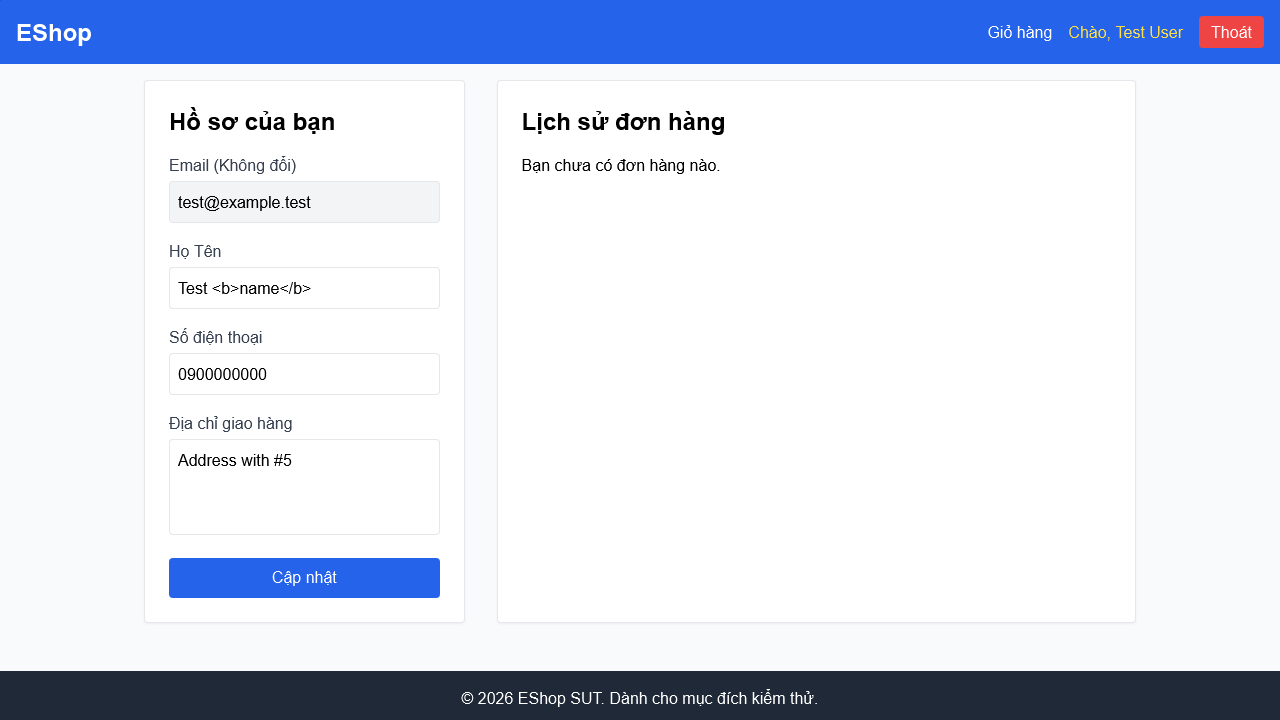 EShop
Giỏ hàng
Chào, Test User
Thoát
Hồ sơ của bạn
Email (Không đổi)
test@example.test
Họ Tên
Test <b>name</b>
Số điện thoại
0900000000
Địa chỉ giao hàng
Address with #5
Cập nhật
Lịch sử đơn hàng
Bạn chưa có đơn hàng nào.
© 2026 EShop SUT. Dành cho mục đích kiểm thử.